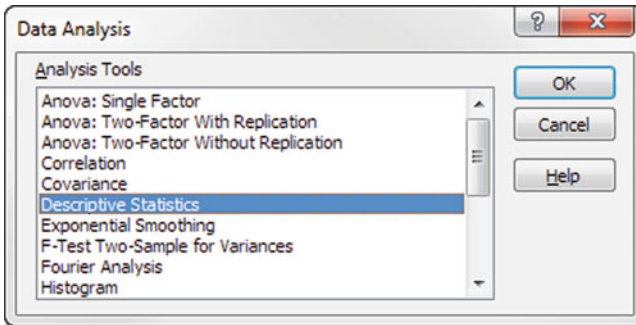 Data Analysis
Analysis Tools
Anova: Single Factor
Anova: Two-Factor With Replication
Anova: Two-Factor Without Replication
Correlation
Covariance
Descriptive Statistics
Exponential Smoothing
F-Test Two-Sample for Variances
Fourier Analysis
Histogram
OK
Cancel
Help